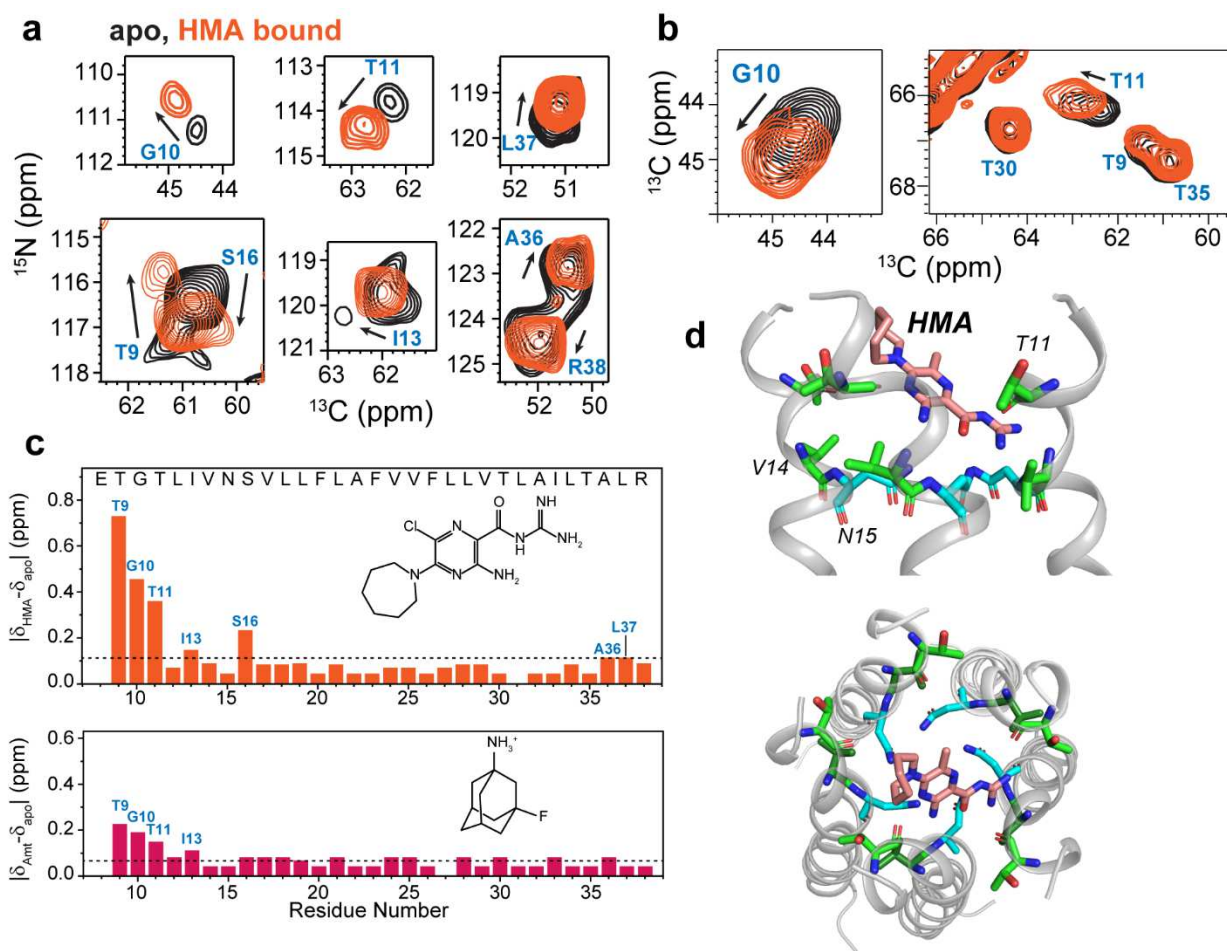 a
apo, HMA bound
110
111
112
G10
45
44
113
114
115
T11
63
62
119
120
L37
52
51
115
116
117
118
S16
T9
62
61
60
119
120
121
I13
63
62
122
123
124
125
A36
R38
52
50
15N (ppm)
13C (ppm)
b
G10
44
45
45
44
13C (ppm)
66
68
T11
T30
T9
T35
66
64
62
60
13C (ppm)
c
E T G T L I V N S V L L F L A F V V F L L V T L A I L T A L R
0.8
0.6
0.4
0.2
0.0
|δHMA-δapo| (ppm)
T9
G10
T11
I13
S16
A36
L37
Cl
N
N
N
O
NH
N
H
NH2
NH2
10
15
20
25
30
35
0.6
0.4
0.2
0.0
|δAmt-δapo| (ppm)
T9
G10
T11
I13
NH3+
F
10
15
20
25
30
35
Residue Number
d
HMA
T11
V14
N15